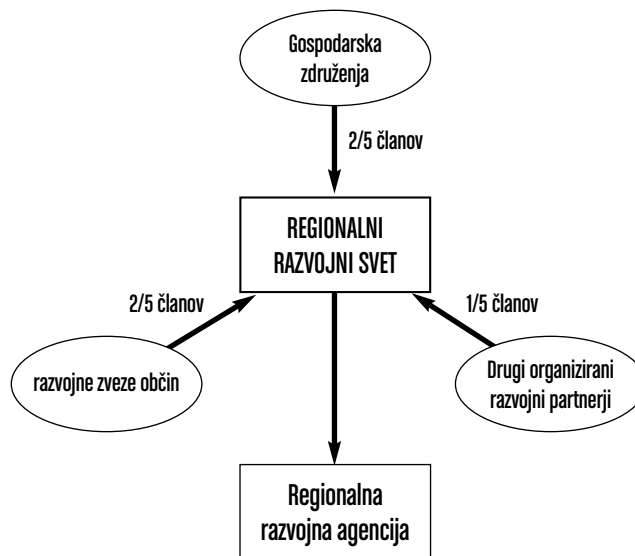 Gospodarska
združenja
2/5 članov
REGIONALNI
RAZVOJNI SVET
2/5 članov
1/5 članov
razvojne zveze občin
Drugi organizirani
razvojni partnerji
Regionalna
razvojna agencija